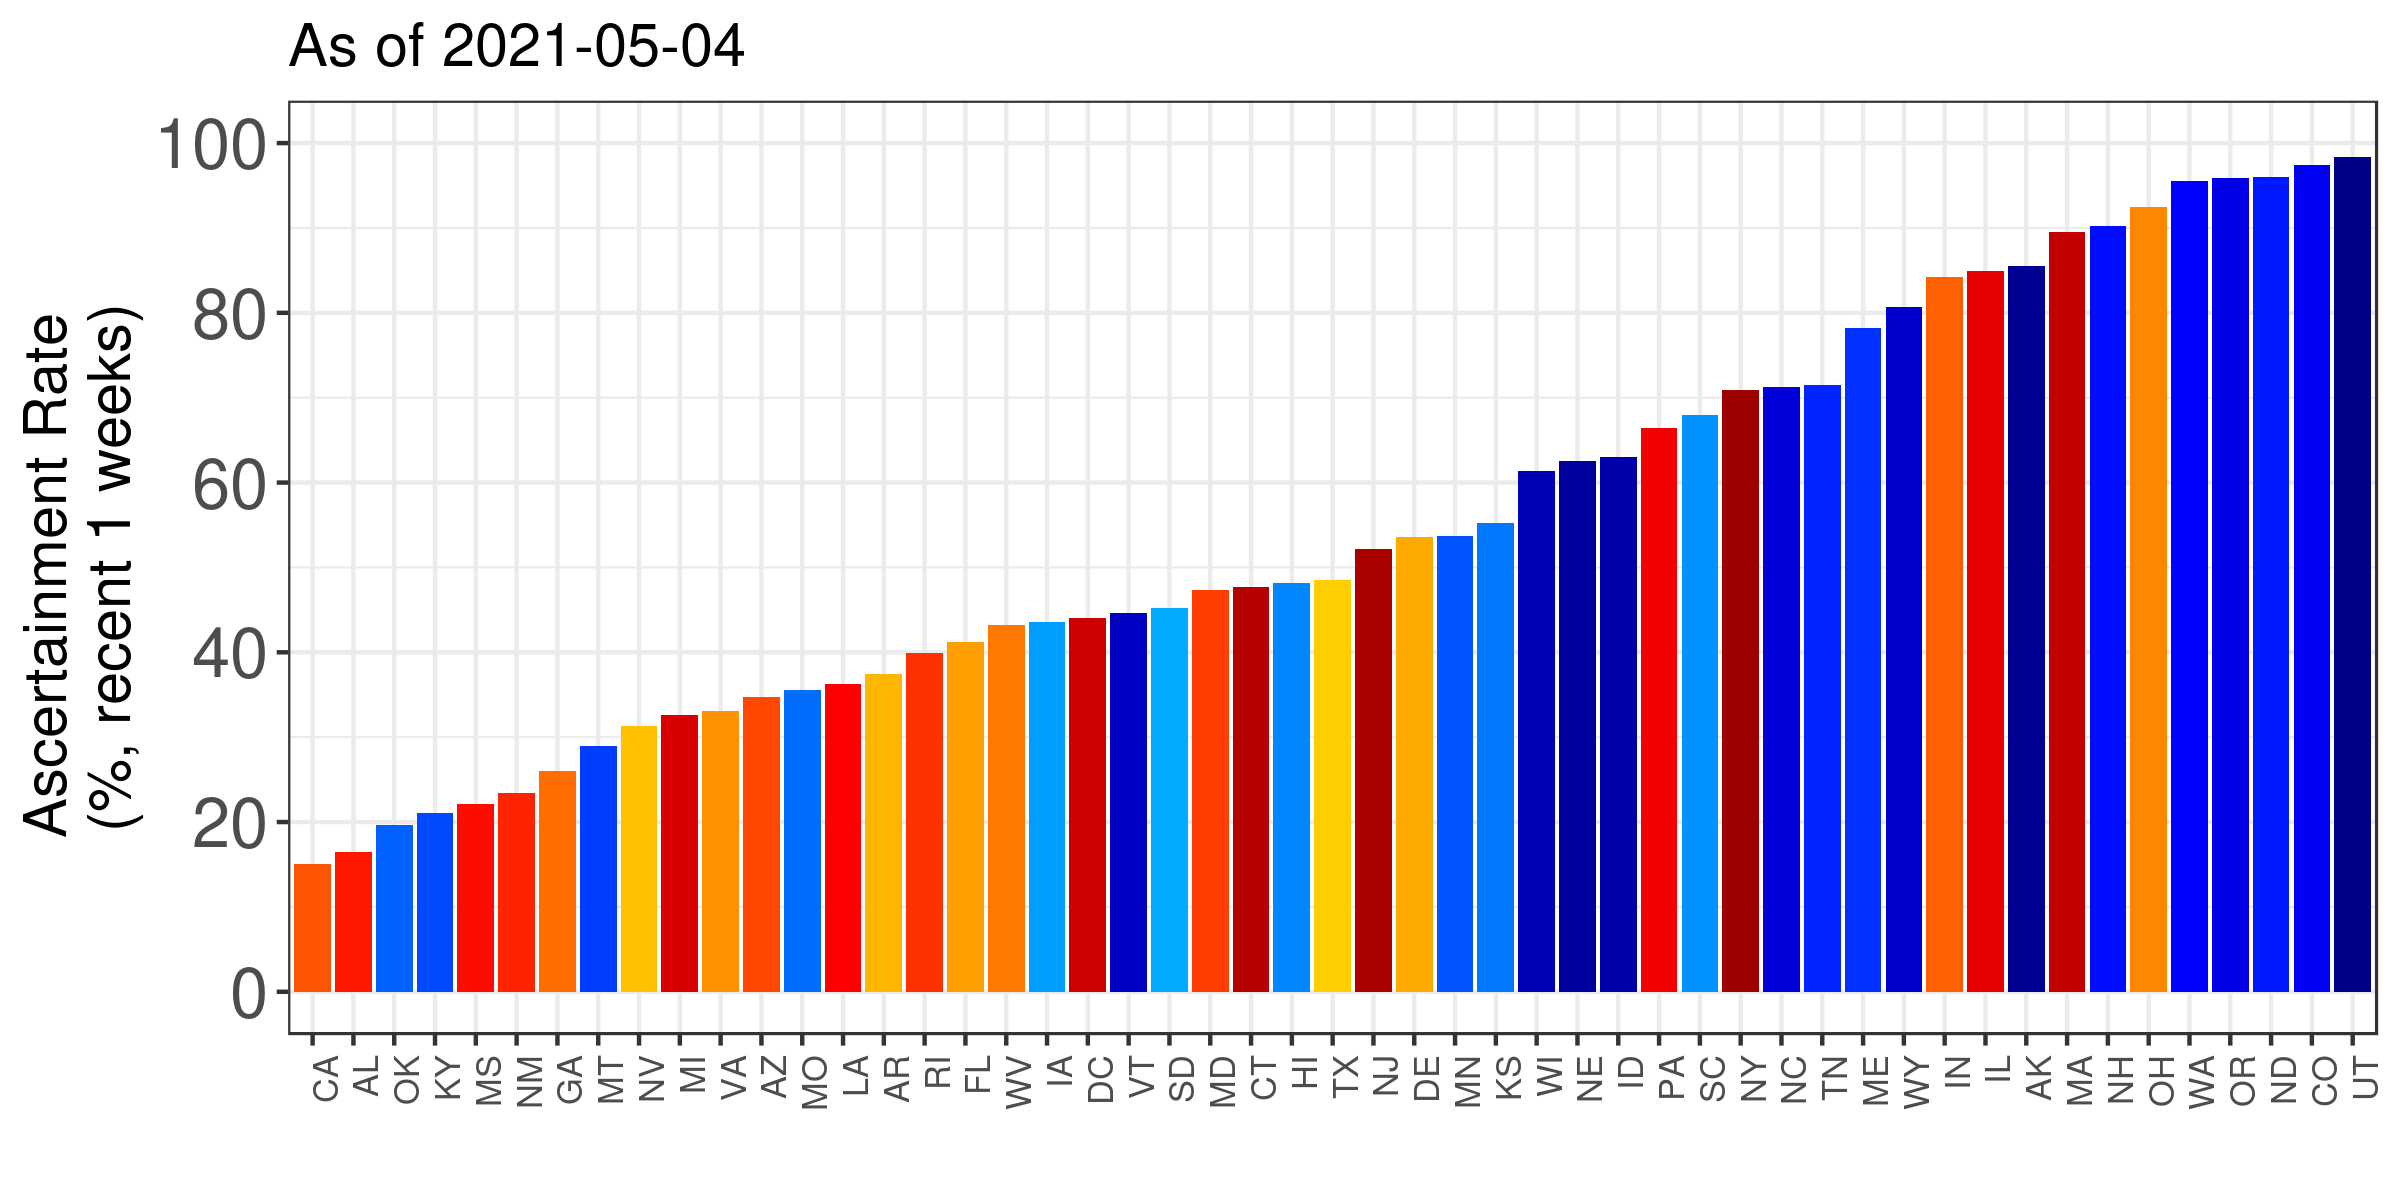 As of 2021-05-04
Ascertainment Rate
(%, recent 1 weeks)
100
80
60
40
20
0
CA AL OK KY MS NM GA MT NV MI VA AZ MO LA AR RI FL WV IA DC VT SD MD CT HI TX NJ DE MN KS WI NE ID PA SC NY NC TN ME WY IN IL AK MA NH OH WA OR ND CO UT